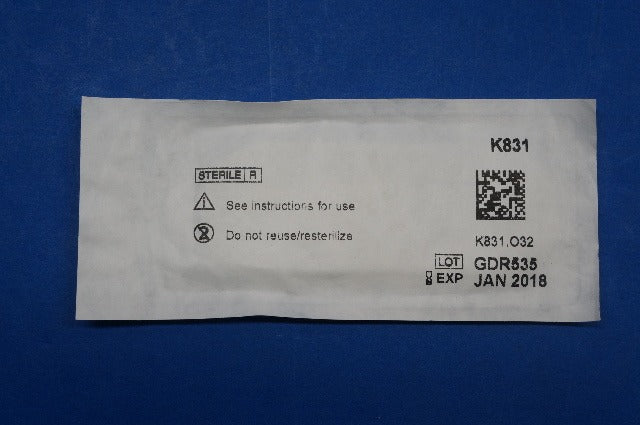 K831
STERILE R
See instructions for use
Do not reuse/resterilize
K831.O32
LOT GDR535
EXP JAN 2018